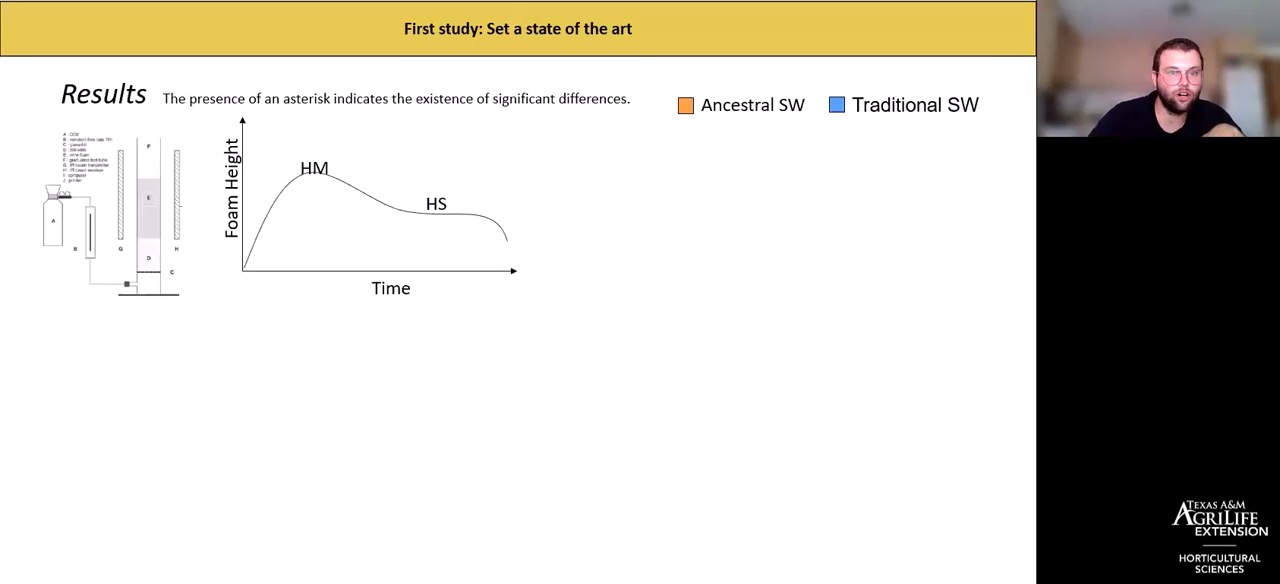 First study: Set a state of the art
Results
The presence of an asterisk indicates the existence of significant differences.
Ancestral SW
Traditional SW
A
B
C
D
E
F
G
H
Foam Height
HM
HS
Time
TEXAS A&M
AGRILIFE
EXTENSION
HORTICULTURAL
SCIENCES